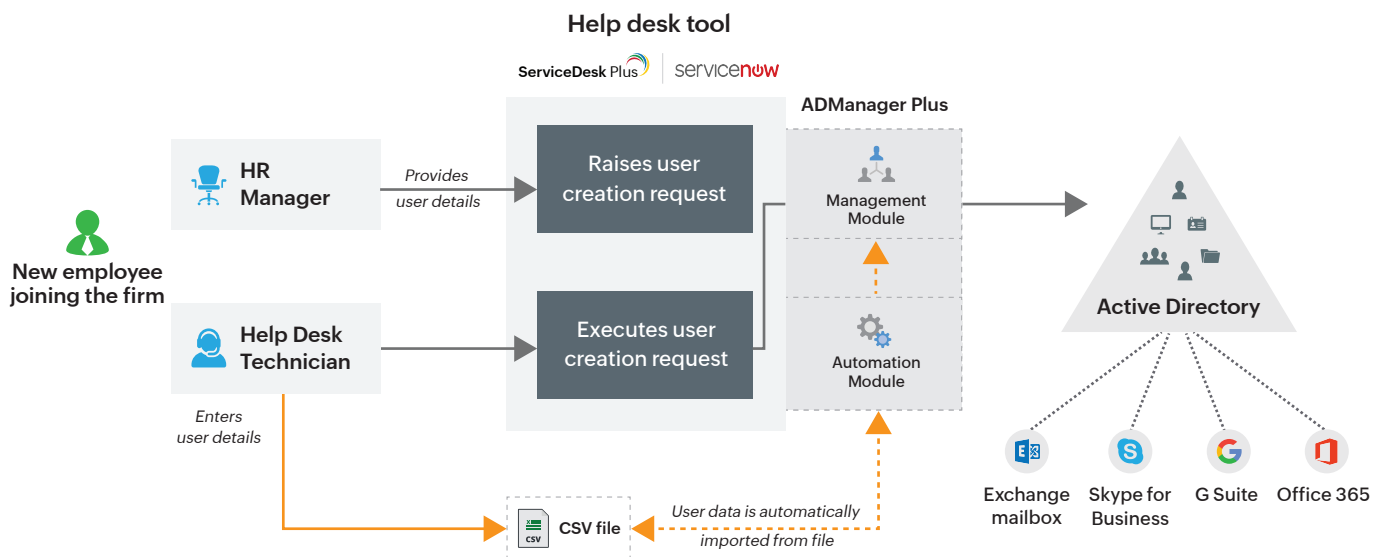 Help desk tool
ServiceDesk Plus
servicenow
ADManager Plus
New employee
joining the firm
HR
Manager
Provides
user details
Raises user
creation request
Management
Module
Help Desk
Technician
Executes user
creation request
Automation
Module
Active Directory
Enters
user details
CSV
CSV file
User data is automatically
imported from file
Exchange
mailbox
Skype for
Business
G Suite
Office 365